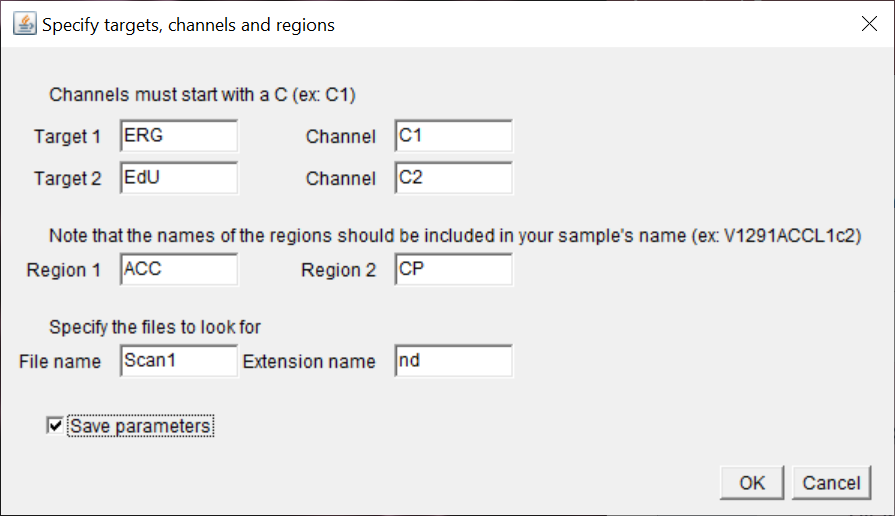 Specify targets, channels and regions
Channels must start with a C (ex: C1)
Target 1 ERG Channel C1
Target 2 EdU Channel C2
Note that the names of the regions should be included in your sample's name (ex: V1291ACCL1c2)
Region 1 ACC Region 2 CP
Specify the files to look for
File name Scan1 Extension name nd
Save parameters
OK Cancel